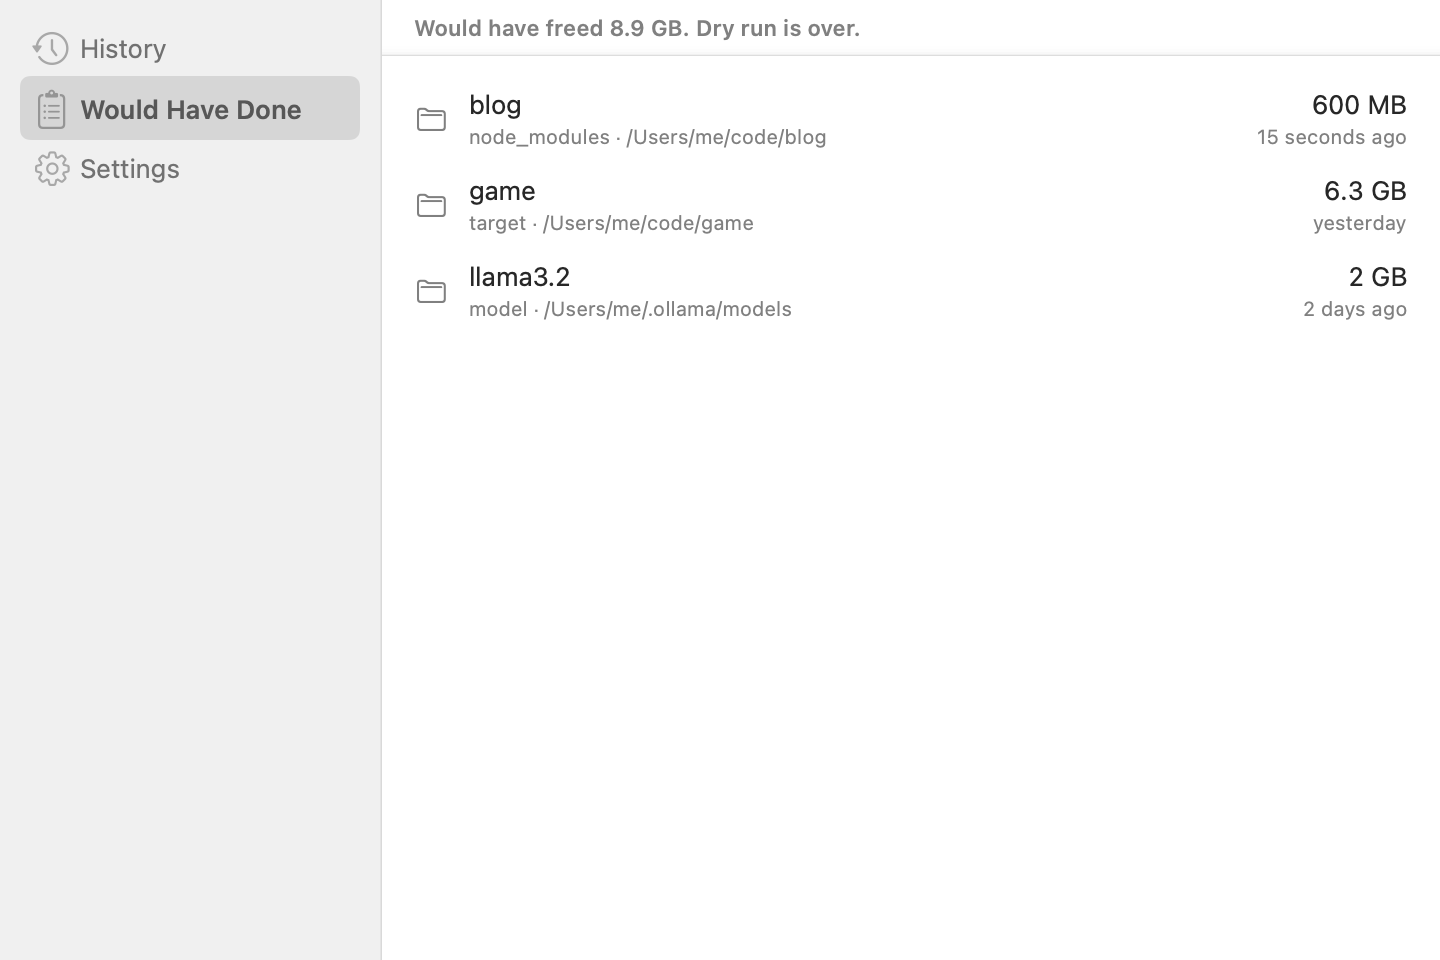 History
Would Have Done
Settings
Would have freed 8.9 GB. Dry run is over.
blog
600 MB
node_modules · /Users/me/code/blog
15 seconds ago
game
6.3 GB
target · /Users/me/code/game
yesterday
llama3.2
2 GB
model · /Users/me/.ollama/models
2 days ago